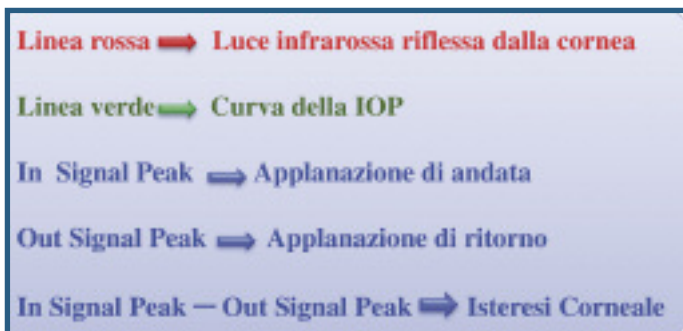 Linea rossa ➡ Luce infrarossa riflessa dalla cornea
Linea verde ➡ Curva della IOP
In Signal Peak ➡ Applanazione di andata
Out Signal Peak ➡ Applanazione di ritorno
In Signal Peak – Out Signal Peak ➡ Isteresi Corneale